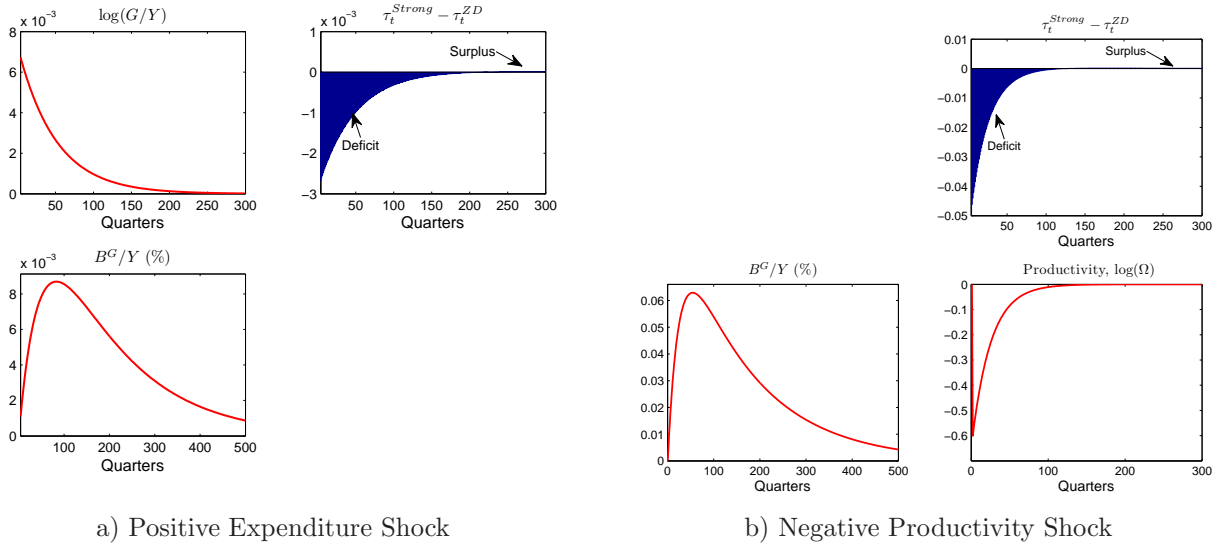 log(G/Y)
x 10⁻³
8
6
4
2
0
50 100 150 200 250 300
Quarters
τ_t^{Strong} − τ_t^{ZD}
x 10⁻³
1
0
−1
−2
−3
Surplus
Deficit
50 100 150 200 250 300
Quarters
B^G/Y (%)
x 10⁻³
8
6
4
2
0
100 200 300 400 500
Quarters
a) Positive Expenditure Shock
τ_t^{Strong} − τ_t^{ZD}
0.01
0
−0.01
−0.02
−0.03
−0.04
−0.05
Surplus
Deficit
50 100 150 200 250 300
Quarters
B^G/Y (%)
0.06
0.05
0.04
0.03
0.02
0.01
0
0 100 200 300 400 500
Quarters
Productivity, log(Ω)
0
−0.1
−0.2
−0.3
−0.4
−0.5
−0.6
0 100 200 300
Quarters
b) Negative Productivity Shock